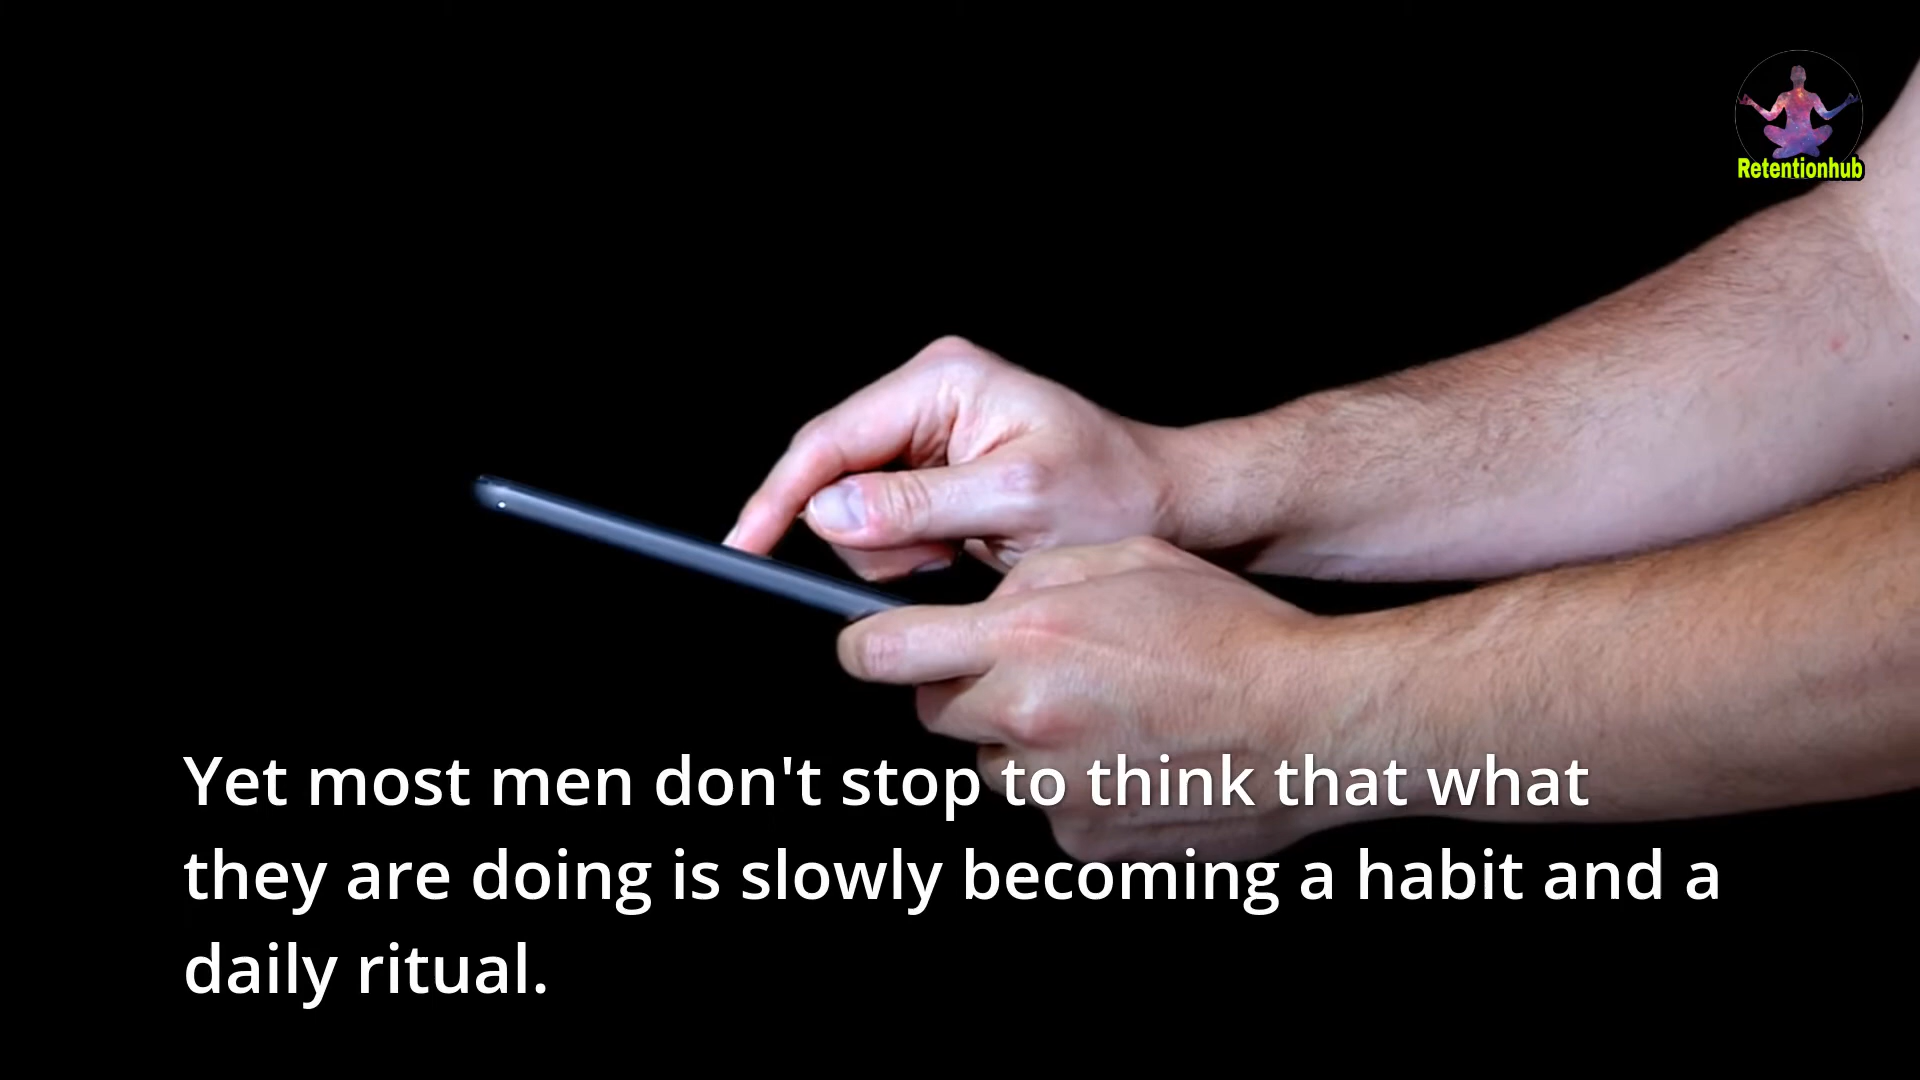 Retentionhub
Yet most men don't stop to think that what
they are doing is slowly becoming a habit and a
daily ritual.